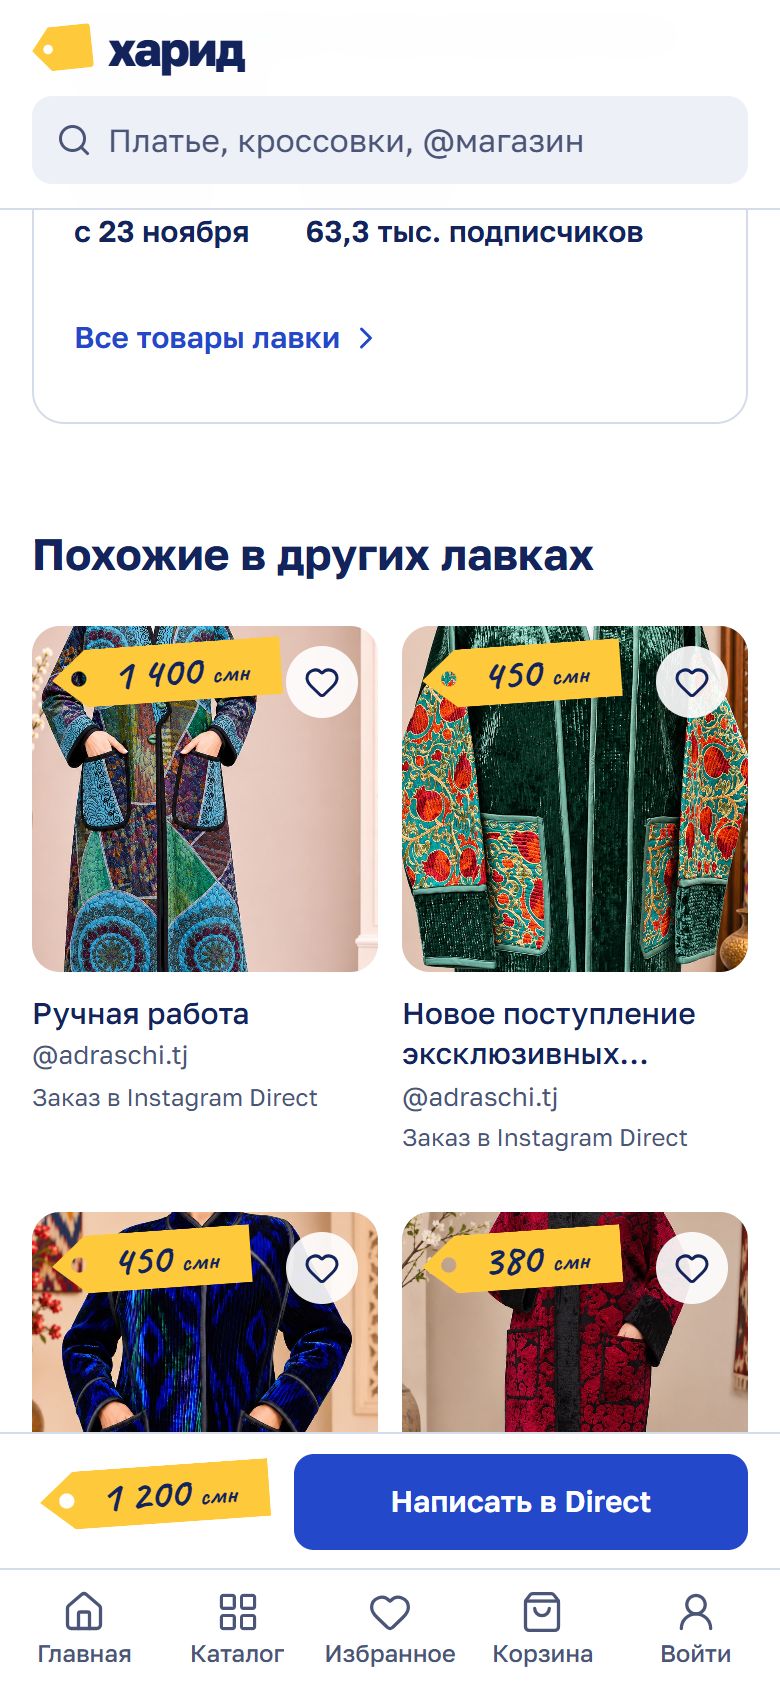 харид
Платье, кроссовки, @магазин
с 23 ноября 63,3 тыс. подписчиков
Все товары лавки
Похожие в других лавках
1 400 смн
450 смн
Ручная работа
@adraschi.tj
Заказ в Instagram Direct
Новое поступление
эксклюзивных...
@adraschi.tj
Заказ в Instagram Direct
450 смн
380 смн
1 200 смн
Написать в Direct
Главная Каталог Избранное Корзина Войти